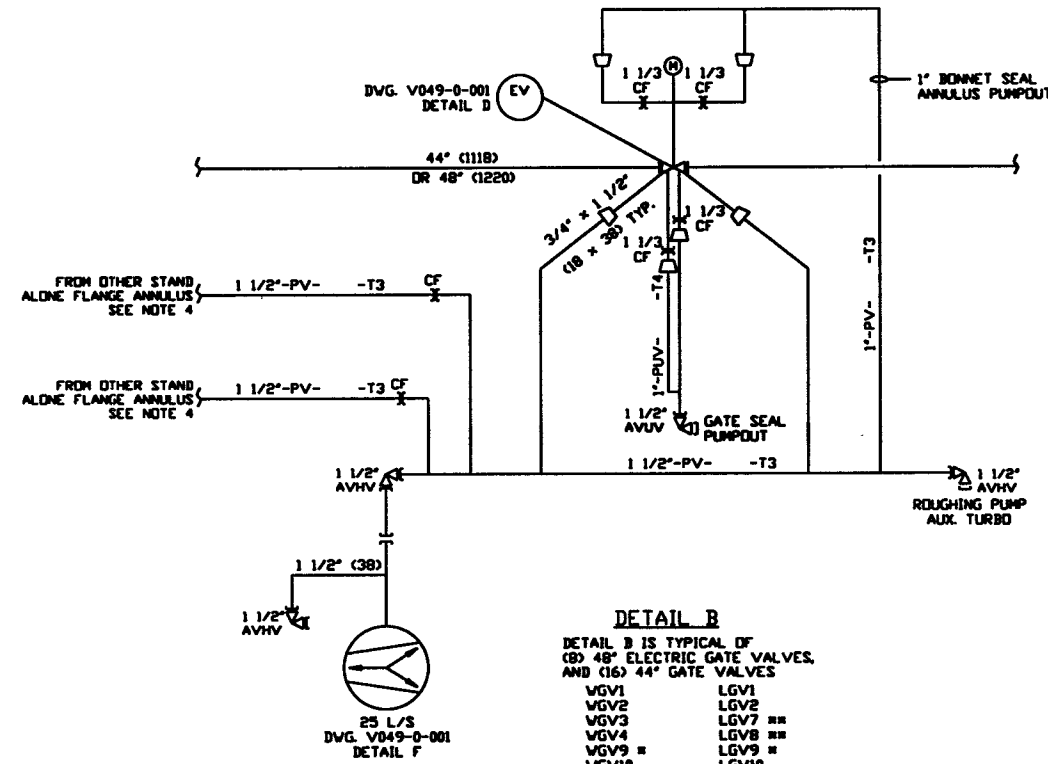 1 1/3
CF
M
1 1/3
CF
1" BONNET SEAL
ANNULUS PUMPOUT
DWG. V049-0-001
DETAIL D
EV
44" (1118)
OR 48" (1220)
3/4" x 1 1/2"
(18 x 38) TYP.
1 1/3
CF
1 1/3
CF
-T4
1"-PUV-
-T3
1"-PV-
FROM OTHER STAND
ALONE FLANGE ANNULUS
SEE NOTE 4
1 1/2"-PV- -T3
CF
FROM OTHER STAND
ALONE FLANGE ANNULUS
SEE NOTE 4
1 1/2"-PV- -T3
CF
1 1/2"
AVUV
GATE SEAL
PUMPOUT
1 1/2"
AVHV
1 1/2"-PV- -T3
1 1/2"
AVHV
ROUGHING PUMP
AUX. TURBO
1 1/2" (38)
1 1/2"
AVHV
25 L/S
DWG. V049-0-001
DETAIL F
DETAIL B
DETAIL B IS TYPICAL OF
(8) 48" ELECTRIC GATE VALVES,
AND (16) 44" GATE VALVES
WGV1 LGV1
WGV2 LGV2
WGV3 LGV7 **
WGV4 LGV8 **
WGV9 * LGV9 *
WGV10 LGV10